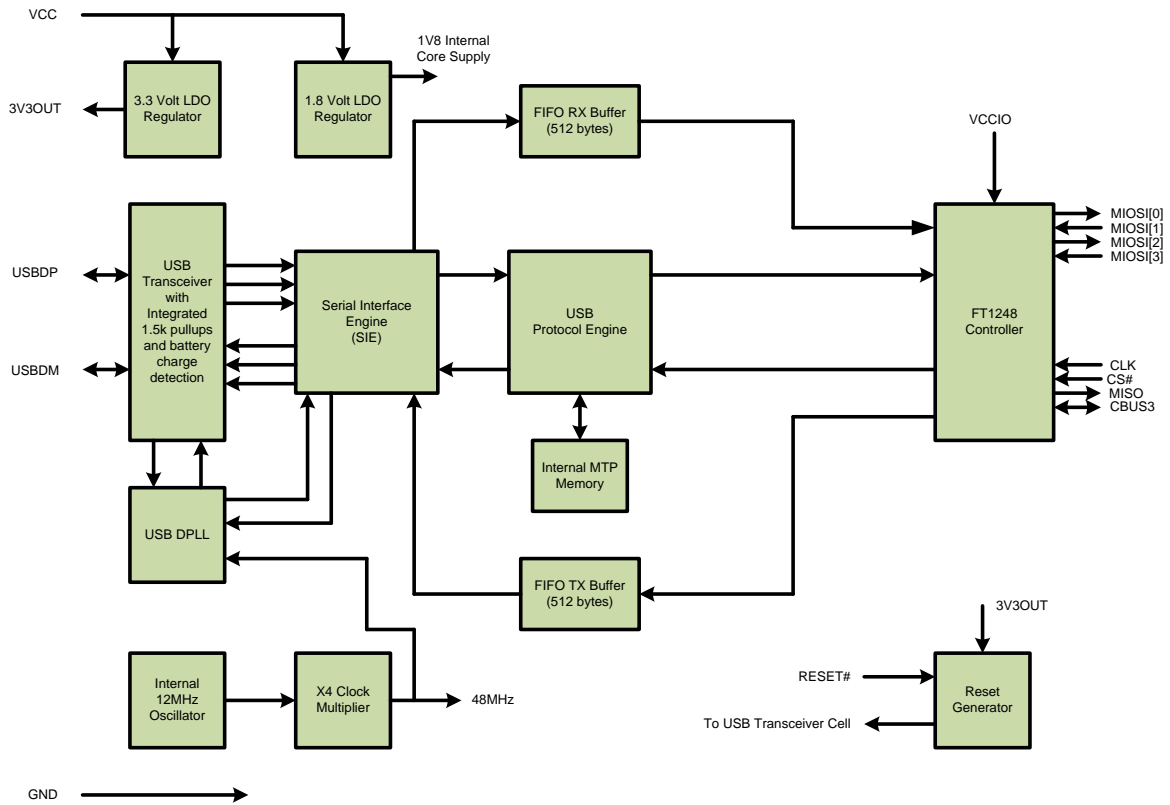 VCC
1V8 Internal
Core Supply
3.3 Volt LDO
Regulator
1.8 Volt LDO
Regulator
3V3OUT
FIFO RX Buffer
(512 bytes)
VCCIO
MIOSI[0]
MIOSI[1]
MIOSI[2]
MIOSI[3]
USBDP
USBDM
USB
Transceiver
with
Integrated
1.5k pullups
and battery
charge
detection
Serial Interface
Engine
(SIE)
USB
Protocol Engine
FT1248
Controller
CLK
CS#
MISO
CBUS3
Internal MTP
Memory
USB DPLL
FIFO TX Buffer
(512 bytes)
3V3OUT
Internal
12MHz
Oscillator
X4 Clock
Multiplier
48MHz
RESET#
To USB Transceiver Cell
Reset
Generator
GND